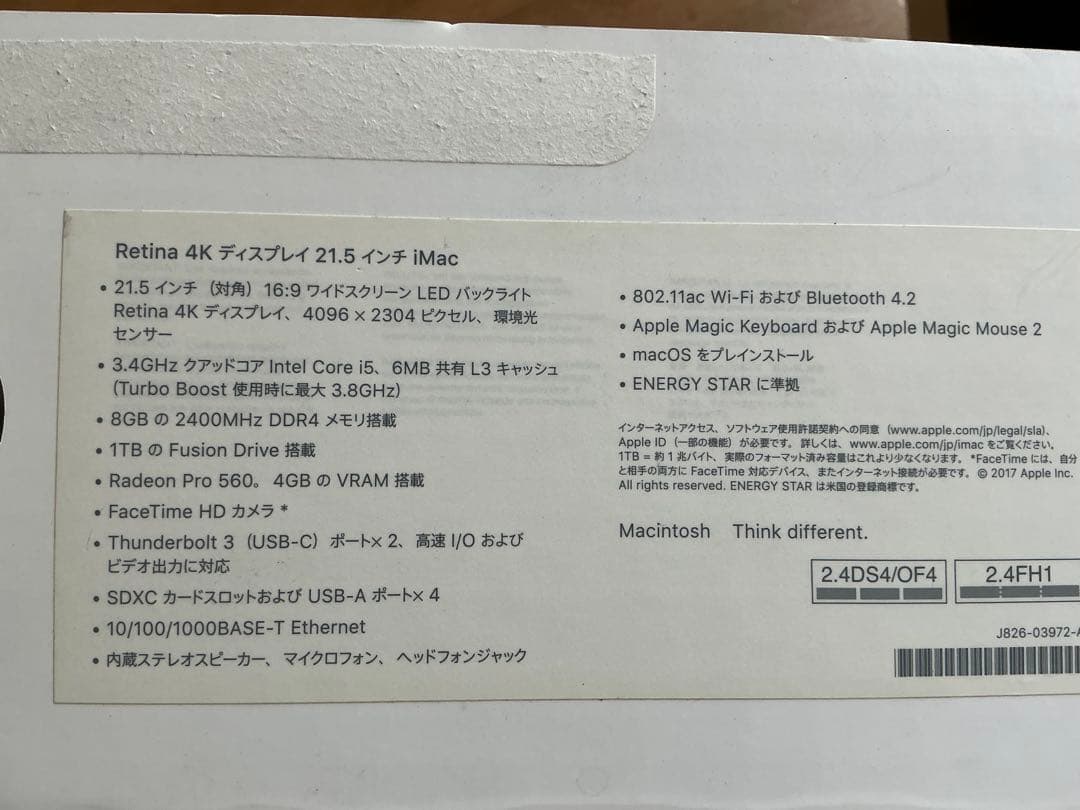 Retina 4K ディスプレイ 21.5 インチ iMac
• 21.5 インチ（対角）16:9 ワイドスクリーン LED バックライト
Retina 4K ディスプレイ、4096 × 2304 ピクセル、環境光
センサー
• 3.4GHz クアッドコア Intel Core i5、6MB 共有 L3 キャッシュ
(Turbo Boost 使用時に最大 3.8GHz)
• 8GB の 2400MHz DDR4 メモリ搭載
• 1TB の Fusion Drive 搭載
• Radeon Pro 560。4GB の VRAM 搭載
• FaceTime HD カメラ *
• Thunderbolt 3（USB-C）ポート× 2、高速 I/O および
ビデオ出力に対応
• SDXC カードスロットおよび USB-A ポート× 4
• 10/100/1000BASE-T Ethernet
• 内蔵ステレオスピーカー、マイクロフォン、ヘッドフォンジャック
• 802.11ac Wi-Fi および Bluetooth 4.2
• Apple Magic Keyboard および Apple Magic Mouse 2
• macOS をプレインストール
• ENERGY STAR に準拠
インターネットアクセス、ソフトウェア使用許諾契約への同意（www.apple.com/jp/legal/sla）、
Apple ID（一部の機能）が必要です。詳しくは、www.apple.com/jp/imac をご覧ください。
1TB = 約 1 兆バイト、実際のフォーマット済み容量はこれより少なくなります。*FaceTime には、自分
と相手の両方に FaceTime 対応デバイス、またインターネット接続が必要です。© 2017 Apple Inc.
All rights reserved. ENERGY STAR は米国の登録商標です。
Macintosh Think different.
2.4DS4/OF4 2.4FH1
J826-03972-A